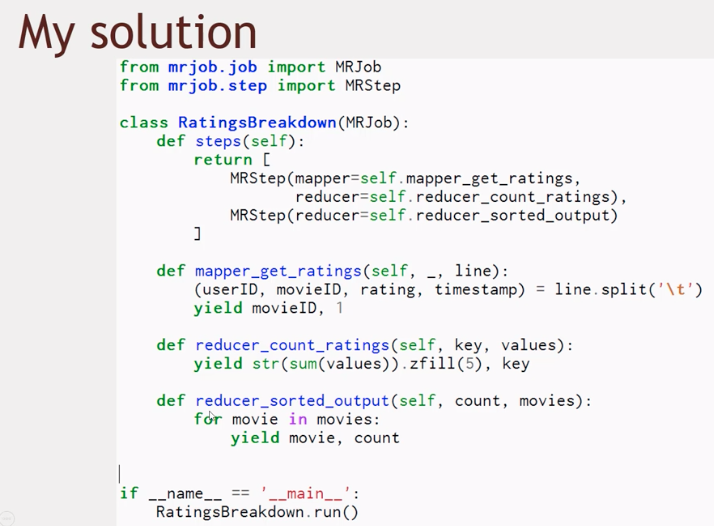 My solution
from mrjob.job import MRJob
from mrjob.step import MRStep
class RatingsBreakdown(MRJob):
def steps(self):
return [
MRStep(mapper=self.mapper_get_ratings,
reducer=self.reducer_count_ratings),
MRStep(reducer=self.reducer_sorted_output)
]
def mapper_get_ratings(self, _, line):
(userID, movieID, rating, timestamp) = line.split('\t')
yield movieID, 1
def reducer_count_ratings(self, key, values):
yield str(sum(values)).zfill(5), key
def reducer_sorted_output(self, count, movies):
for movie in movies:
yield movie, count
if __name__ == '__main__':
RatingsBreakdown.run()